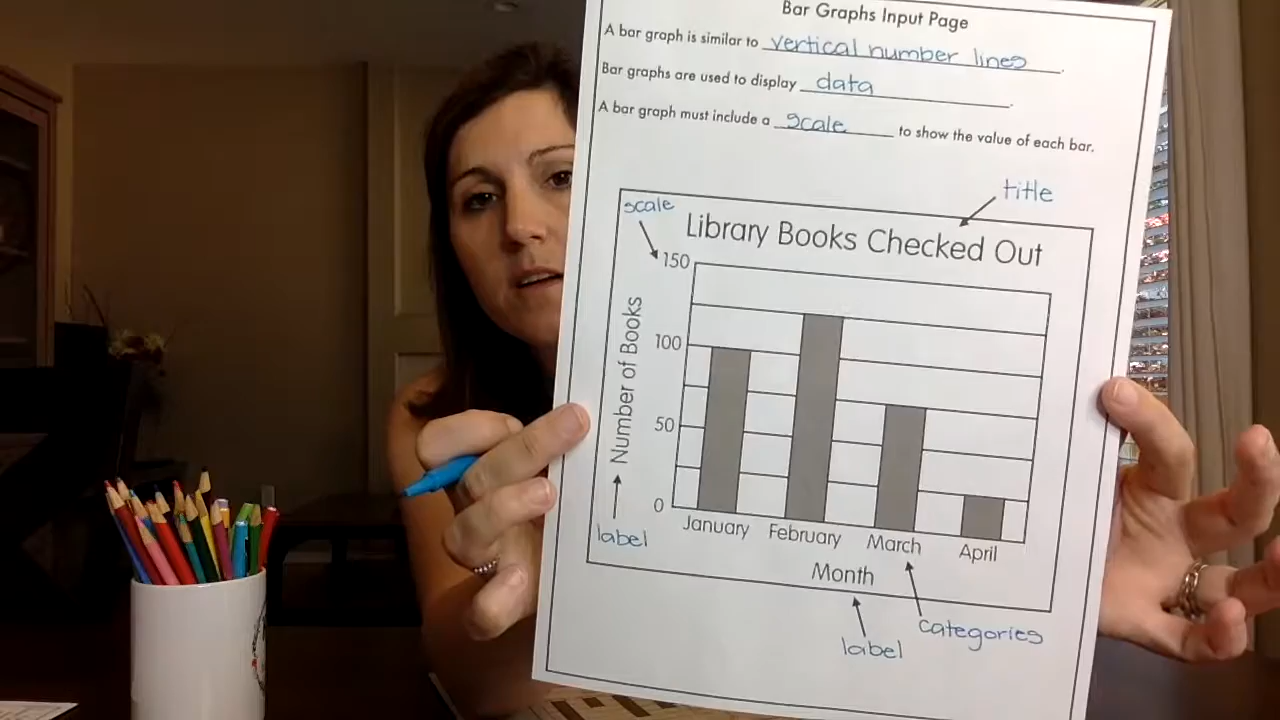 Bar Graphs Input Page
A bar graph is similar to vertical number lines.
Bar graphs are used to display data.
A bar graph must include a scale to show the value of each bar.
title
scale
Library Books Checked Out
150
100
50
0
Number of Books
label
January February March April
Month
categories
label